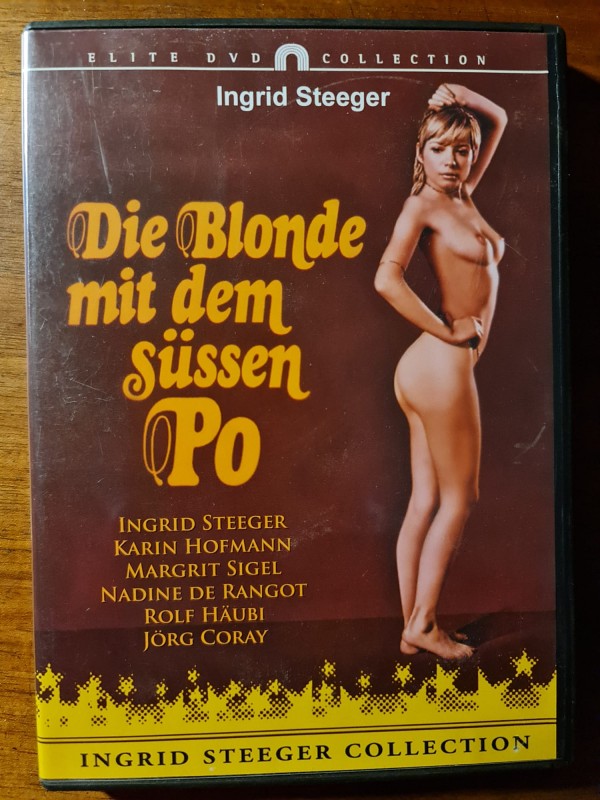 ELITE DVD COLLECTION
Ingrid Steeger
Die Blonde
mit dem
süssen
Po
INGRID STEEGER
KARIN HOFMANN
MARGRIT SIGEL
NADINE DE RANGOT
ROLF HÄUBI
JÖRG CORAY
INGRID STEEGER COLLECTION